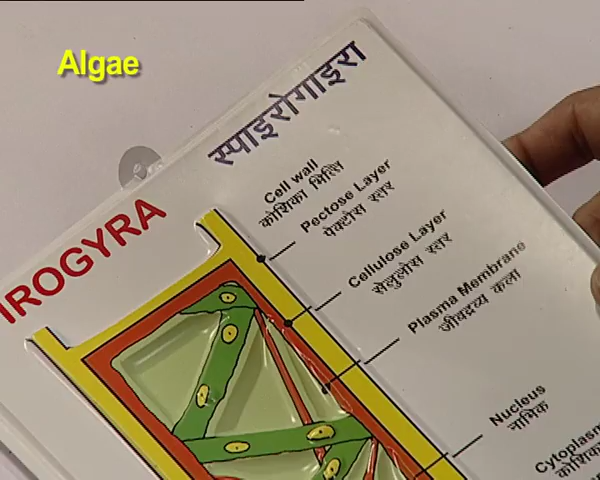 Algae
स्पाइरोगाइरा
IROGYRA
Cell wall
कोशिका भित्ति
Pectose Layer
पेक्टोस स्तर
Cellulose Layer
सेलुलोस स्तर
Plasma Membrane
जीवद्रव्य कला
Nucleus
नाभिक
Cytoplasm
कोशिका